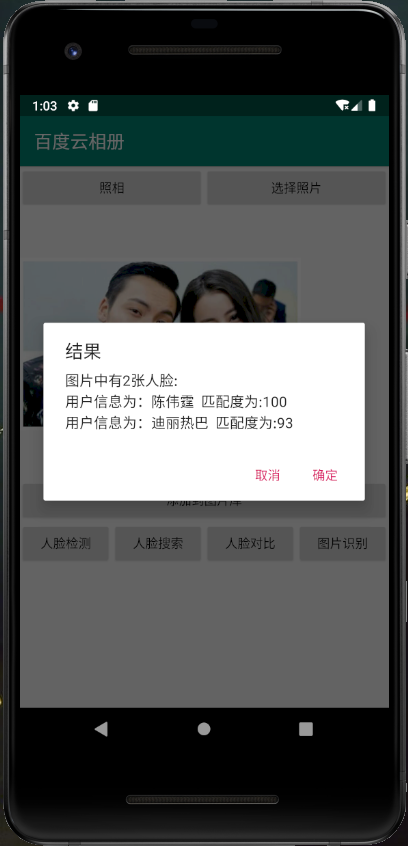 1:03
百度云相册
照相
选择照片
结果
图片中有2张人脸:
用户信息为：陈伟霆 匹配度为:100
用户信息为：迪丽热巴 匹配度为:93
取消
确定
人脸检测
人脸搜索
人脸对比
图片识别